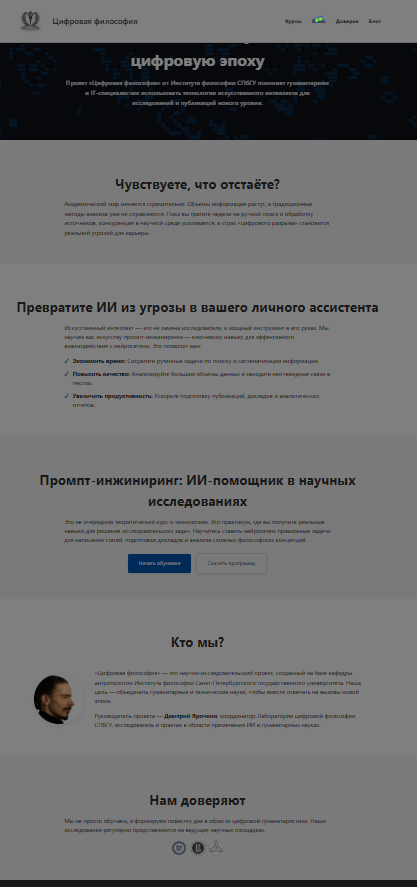 Цифровая философия
Курсы
Доверие
Блог
цифровую эпоху
Проект «Цифровая философия» от Института философии СПбГУ помогает гуманитариям
и IT-специалистам использовать технологии искусственного интеллекта для
исследований и публикаций нового уровня.
Чувствуете, что отстаёте?
Академический мир меняется стремительно. Объемы информации растут, а традиционные
методы анализа уже не справляются. Пока вы тратите недели на ручной поиск и обработку
источников, конкуренция в научной среде усиливается, а страх «цифрового разрыва» становится
реальной угрозой для карьеры.
Превратите ИИ из угрозы в вашего личного ассистента
Искусственный интеллект — это не замена исследователя, а мощный инструмент в его руках. Мы
научим вас искусству промпт-инжиниринга — ключевому навыку для эффективного
взаимодействия с нейросетями. Это позволит вам:
✓ Экономить время: Сократите рутинные задачи по поиску и систематизации информации.
✓ Повысить качество: Анализируйте большие объемы данных и находите неочевидные связи в
текстах.
✓ Увеличить продуктивность: Ускорьте подготовку публикаций, докладов и аналитических
отчетов.
Промпт-инжиниринг: ИИ-помощник в научных
исследованиях
Это не очередной теоретический курс о технологиях. Это практикум, где вы получите реальные
навыки для решения исследовательских задач. Научитесь ставить нейросетям правильные задачи
для написания статей, подготовки докладов и анализа сложных философских концепций.
Начать обучение
Скачать программу
Кто мы?
«Цифровая философия» — это научно-исследовательский проект, созданный на базе кафедры
антропологии Института философии Санкт-Петербургского государственного университета. Наша
цель — объединить гуманитарные и технические науки, чтобы вместе отвечать на вызовы новой
эпохи.
Руководитель проекта — Дмитрий Ярочкин, координатор Лаборатории цифровой философии
СПбГУ, исследователь и практик в области применения ИИ в гуманитарных науках.
Нам доверяют
Мы не просто обучаем, а формируем повестку дня в области цифровой гуманитаристики. Наши
исследования регулярно представляются на ведущих научных площадках.